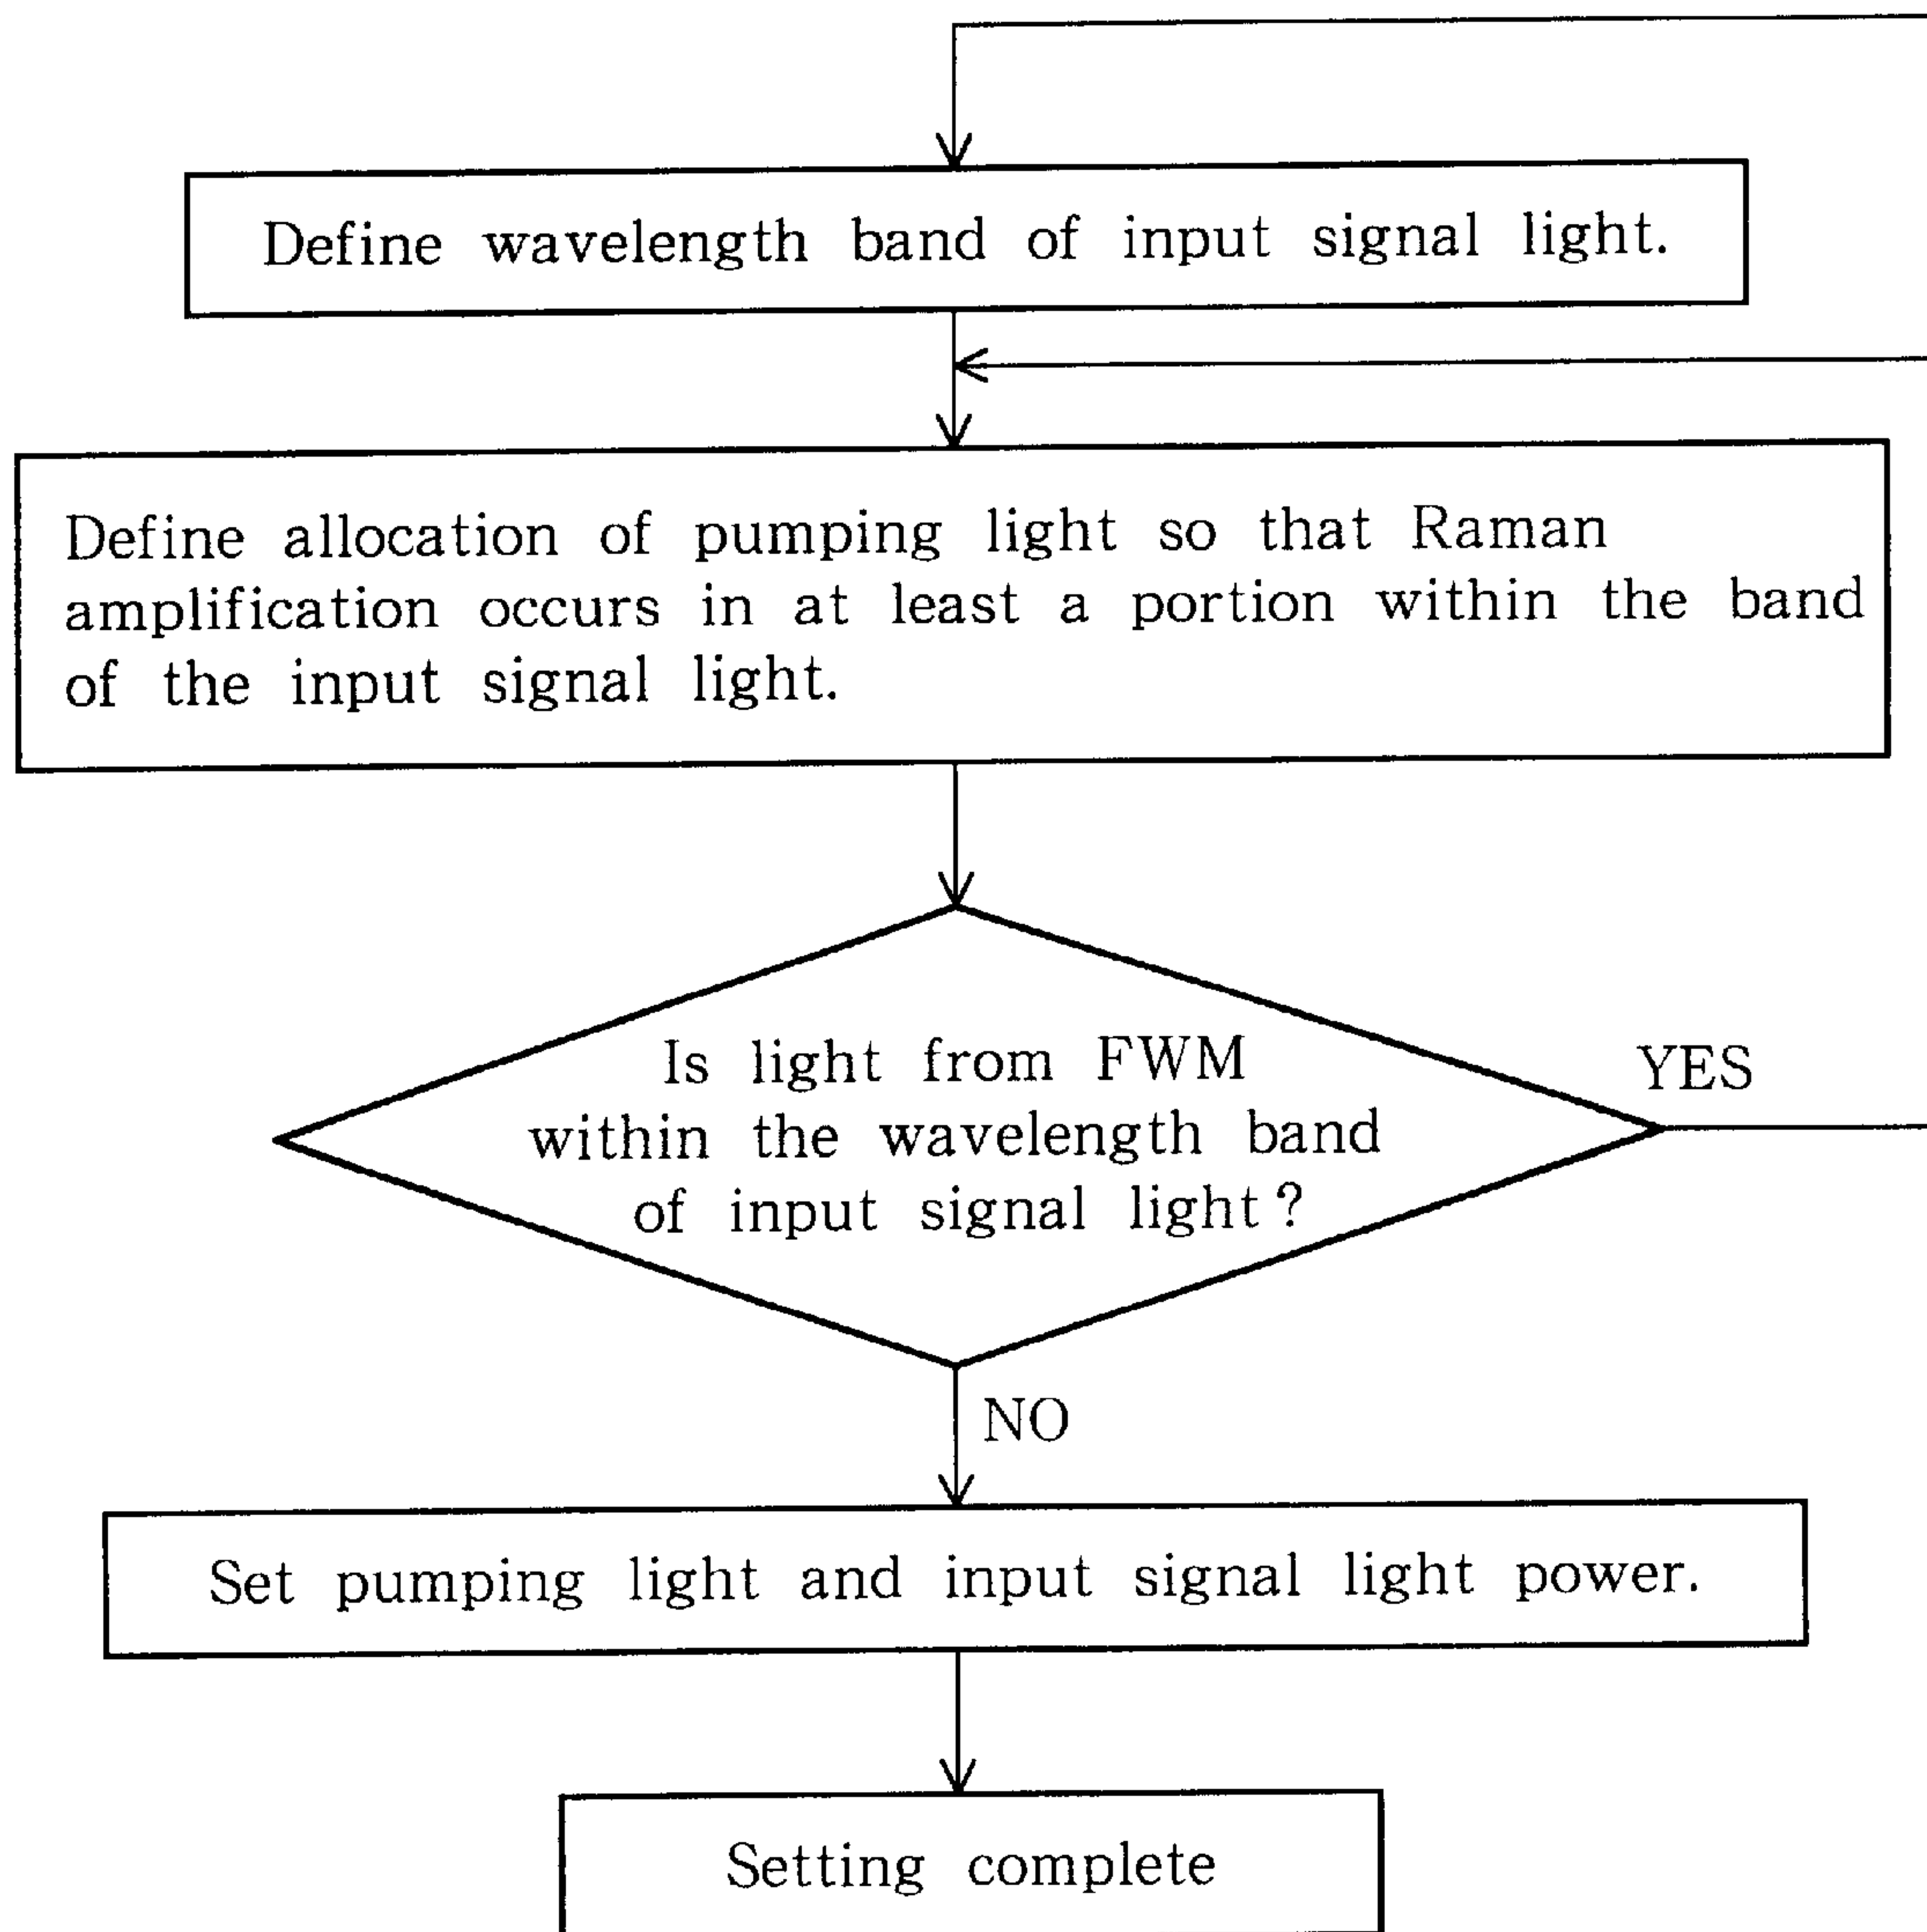 Define wavelength band of input signal light.
Define allocation of pumping light so that Raman
amplification occurs in at least a portion within the band
of the input signal light.
Is light from FWM
within the wavelength band
of input signal light?
YES
NO
Set pumping light and input signal light power.
Setting complete